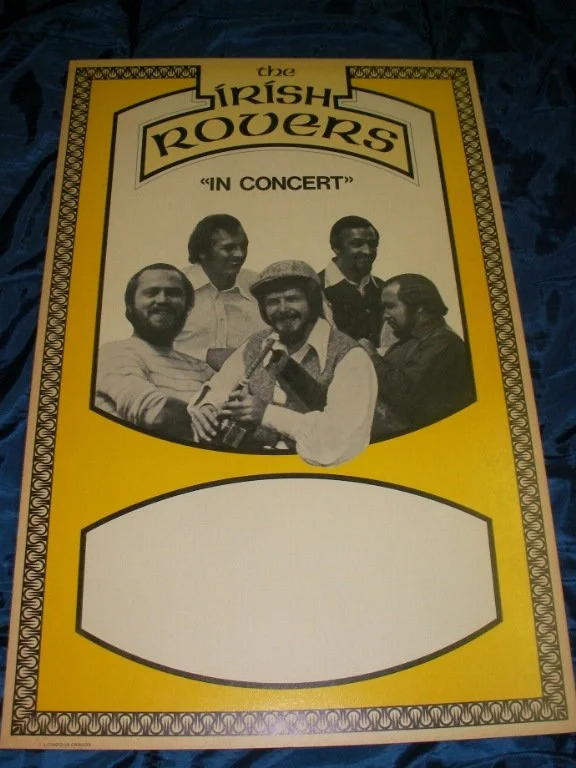 the
IRISH
ROVERS
“IN CONCERT”